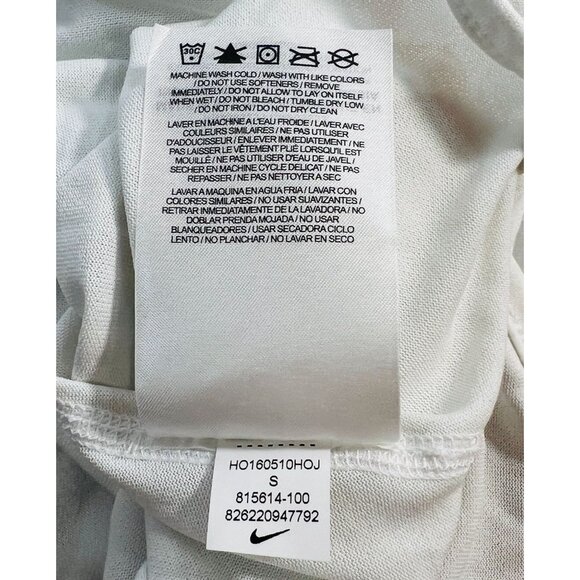 30C
MACHINE WASH COLD / WASH WITH LIKE COLORS
/ DO NOT USE SOFTENERS / REMOVE
IMMEDIATELY / DO NOT ALLOW TO LAY ON ITSELF
WHEN WET / DO NOT BLEACH / TUMBLE DRY LOW
/ DO NOT IRON / DO NOT DRY CLEAN
LAVER EN MACHINE A L'EAU FROIDE / LAVER AVEC
COULEURS SIMILAIRES / NE PAS UTILISER
D'ADOUCISSEUR / ENLEVER IMMEDIATEMENT / NE
PAS LAISSER LE VÊTEMENT PLIÉ LORSQU'IL EST
MOUILLÉ / NE PAS UTILISER D'EAU DE JAVEL /
SECHER EN MACHINE CYCLE DELICAT / NE PAS
REPASSER / NE PAS NETTOYER A SEC
LAVAR A MAQUINA EN AGUA FRIA / LAVAR CON
COLORES SIMILARES / NO USAR SUAVIZANTES /
RETIRAR INMEDIATAMENTE DE LA LAVADORA / NO
DOBLAR PRENDA MOJADA / NO USAR
BLANQUEADORES / USAR SECADORA CICLO
LENTO / NO PLANCHAR / NO LAVAR EN SECO
HO160510HOJ
S
815614-100
826220947792